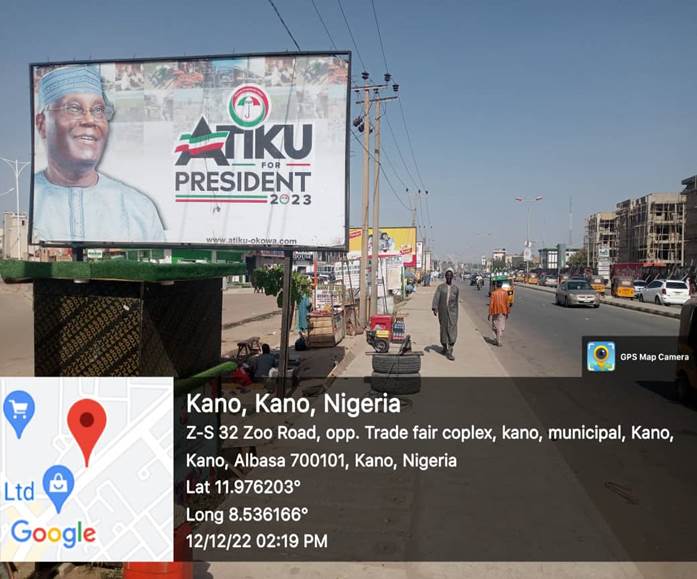 ATIKU
FOR
PRESIDENT
2023
www.atiku-okowa.com
GPS Map Camera
Kano, Kano, Nigeria
Z-S 32 Zoo Road, opp. Trade fair coplex, kano, municipal, Kano,
Kano, Albasa 700101, Kano, Nigeria
Lat 11.976203°
Long 8.536166°
12/12/22 02:19 PM
Ltd
Google